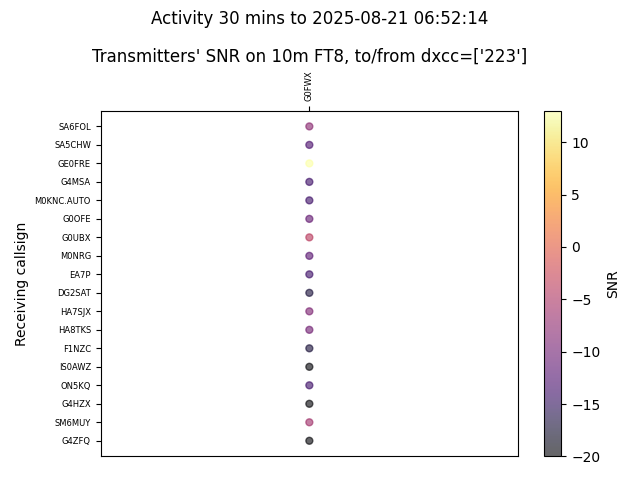 Activity 30 mins to 2025-08-21 06:52:14
Transmitters' SNR on 10m FT8, to/from dxcc=['223']
G0FWX
SA6FOL
SA5CHW
GE0FRE
G4MSA
M0KNC.AUTO
G0OFE
G0UBX
M0NRG
EA7P
DG2SAT
HA7SJX
HA8TKS
F1NZC
IS0AWZ
ON5KQ
G4HZX
SM6MUY
G4ZFQ
Receiving callsign
10
5
0
−5
−10
−15
−20
SNR